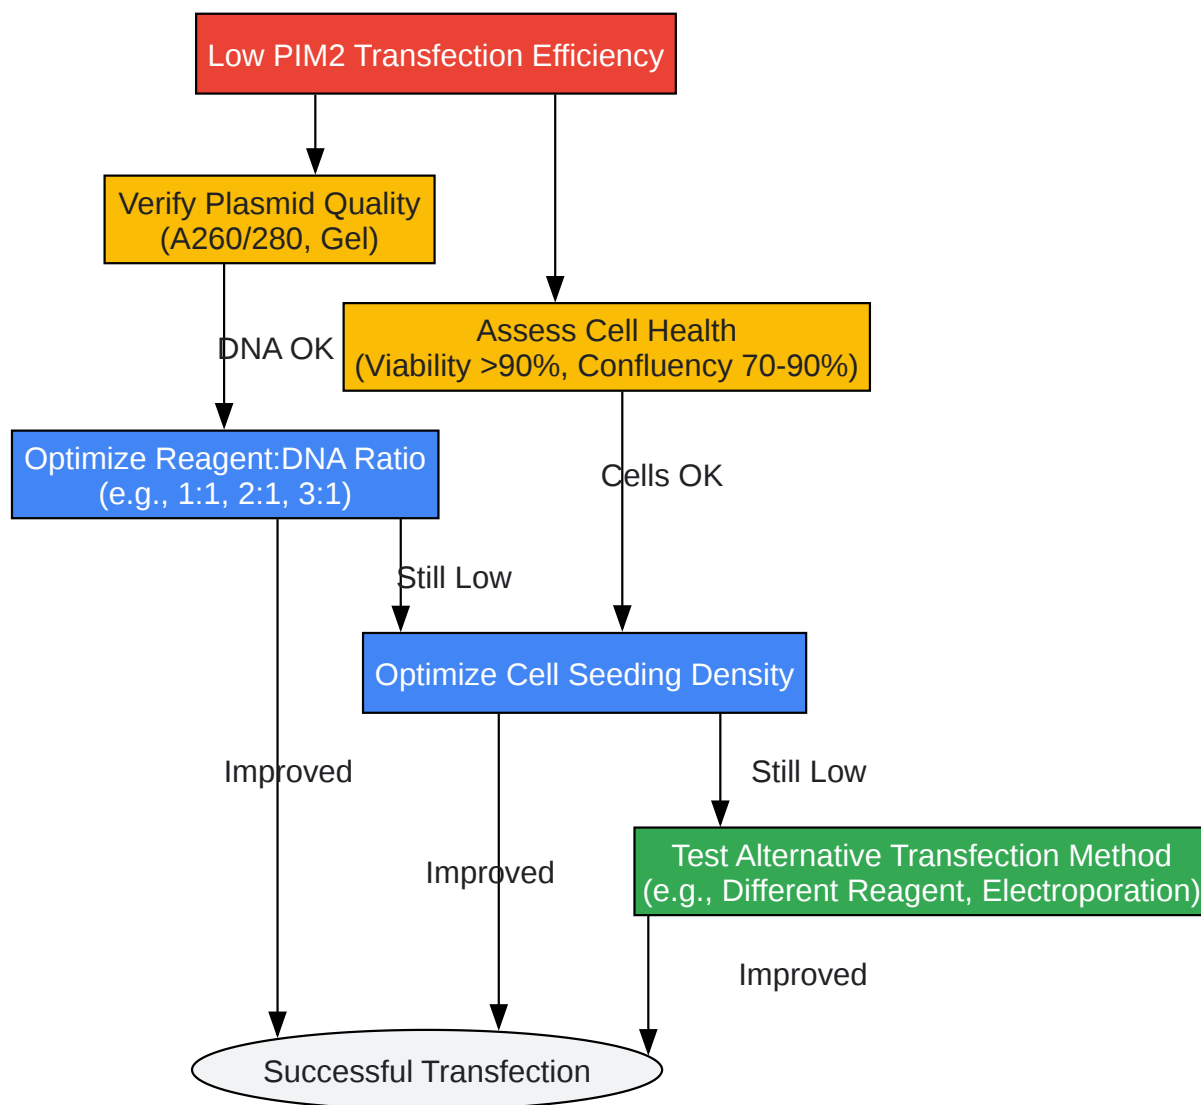 Low PIM2 Transfection Efficiency
Verify Plasmid Quality
(A260/280, Gel)
DNA OK
Assess Cell Health
(Viability >90%, Confluency 70-90%)
Optimize Reagent:DNA Ratio
(e.g., 1:1, 2:1, 3:1)
Cells OK
Still Low
Optimize Cell Seeding Density
Improved
Still Low
Improved
Test Alternative Transfection Method
(e.g., Different Reagent, Electroporation)
Improved
Successful Transfection